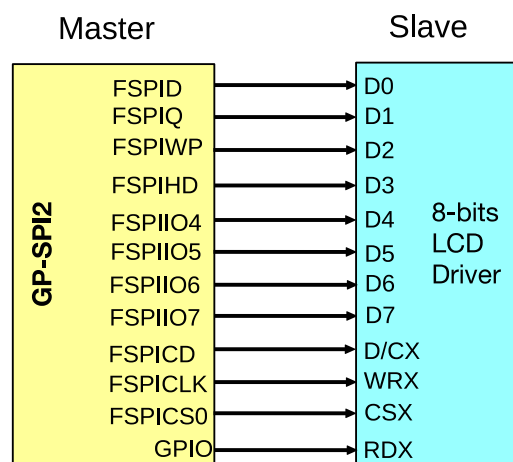 Master Slave
FSPID D0
FSPIQ D1
FSPIWP D2
FSPIHD D3
FSPIIO4 D4
FSPIIO5 D5
FSPIIO6 D6
FSPIIO7 D7
FSPICD D/CX
FSPICLK WRX
FSPICS0 CSX
GPIO RDX
GP-SPI2
8-bits
LCD
Driver